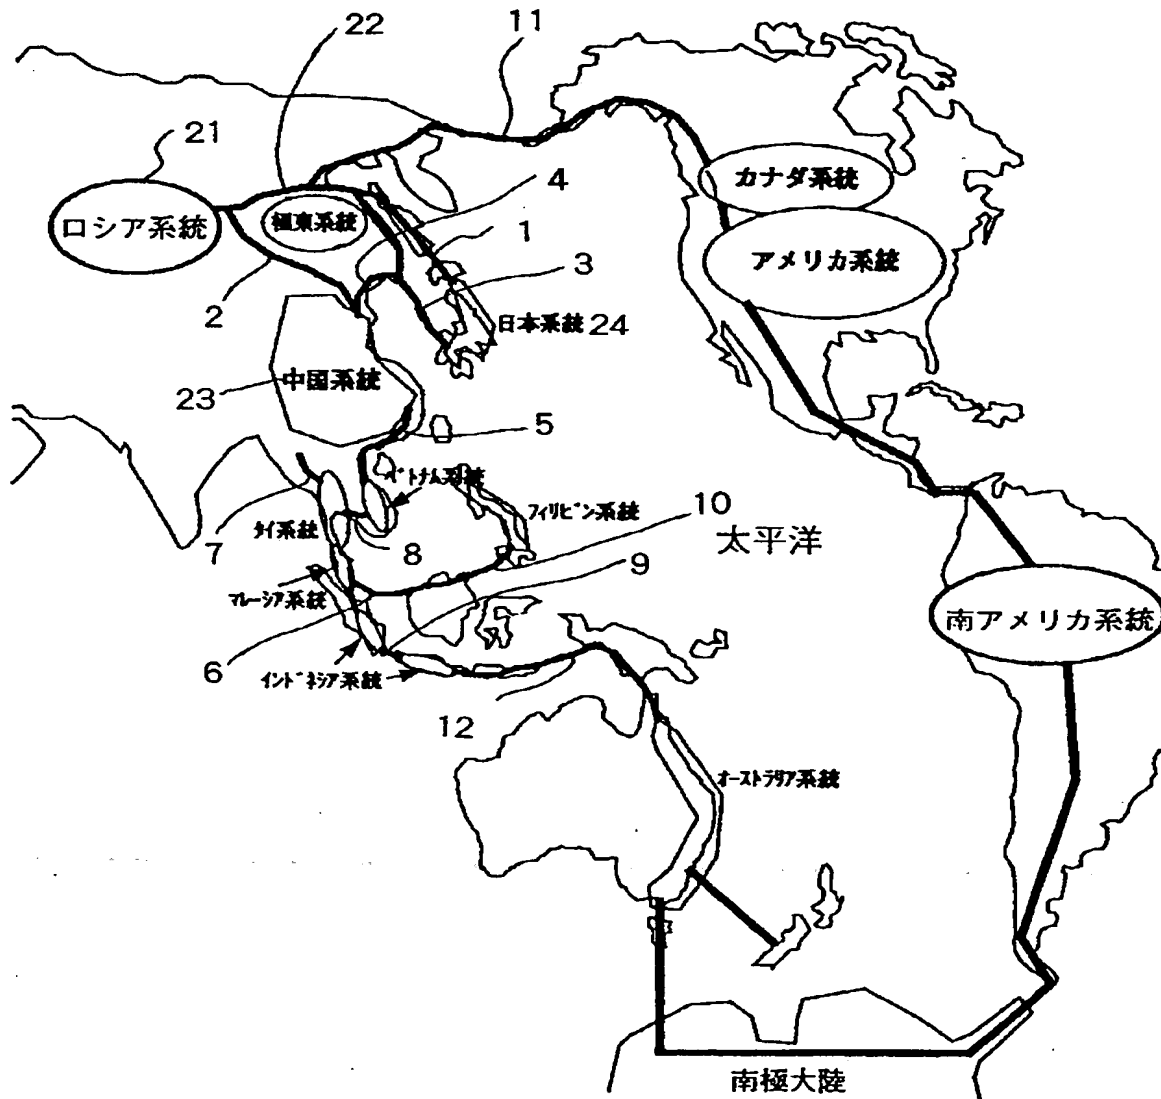 22
11
21
カナダ系統
4
ロシア系統
極東系統
1
アメリカ系統
3
2
日本系統 24
中国系統
23
5
ベトナム系統
フィリピン系統
10
タイ系統
太平洋
7
8
9
マレーシア系統
南アメリカ系統
6
インドネシア系統
12
オーストラリア系統
南極大陸